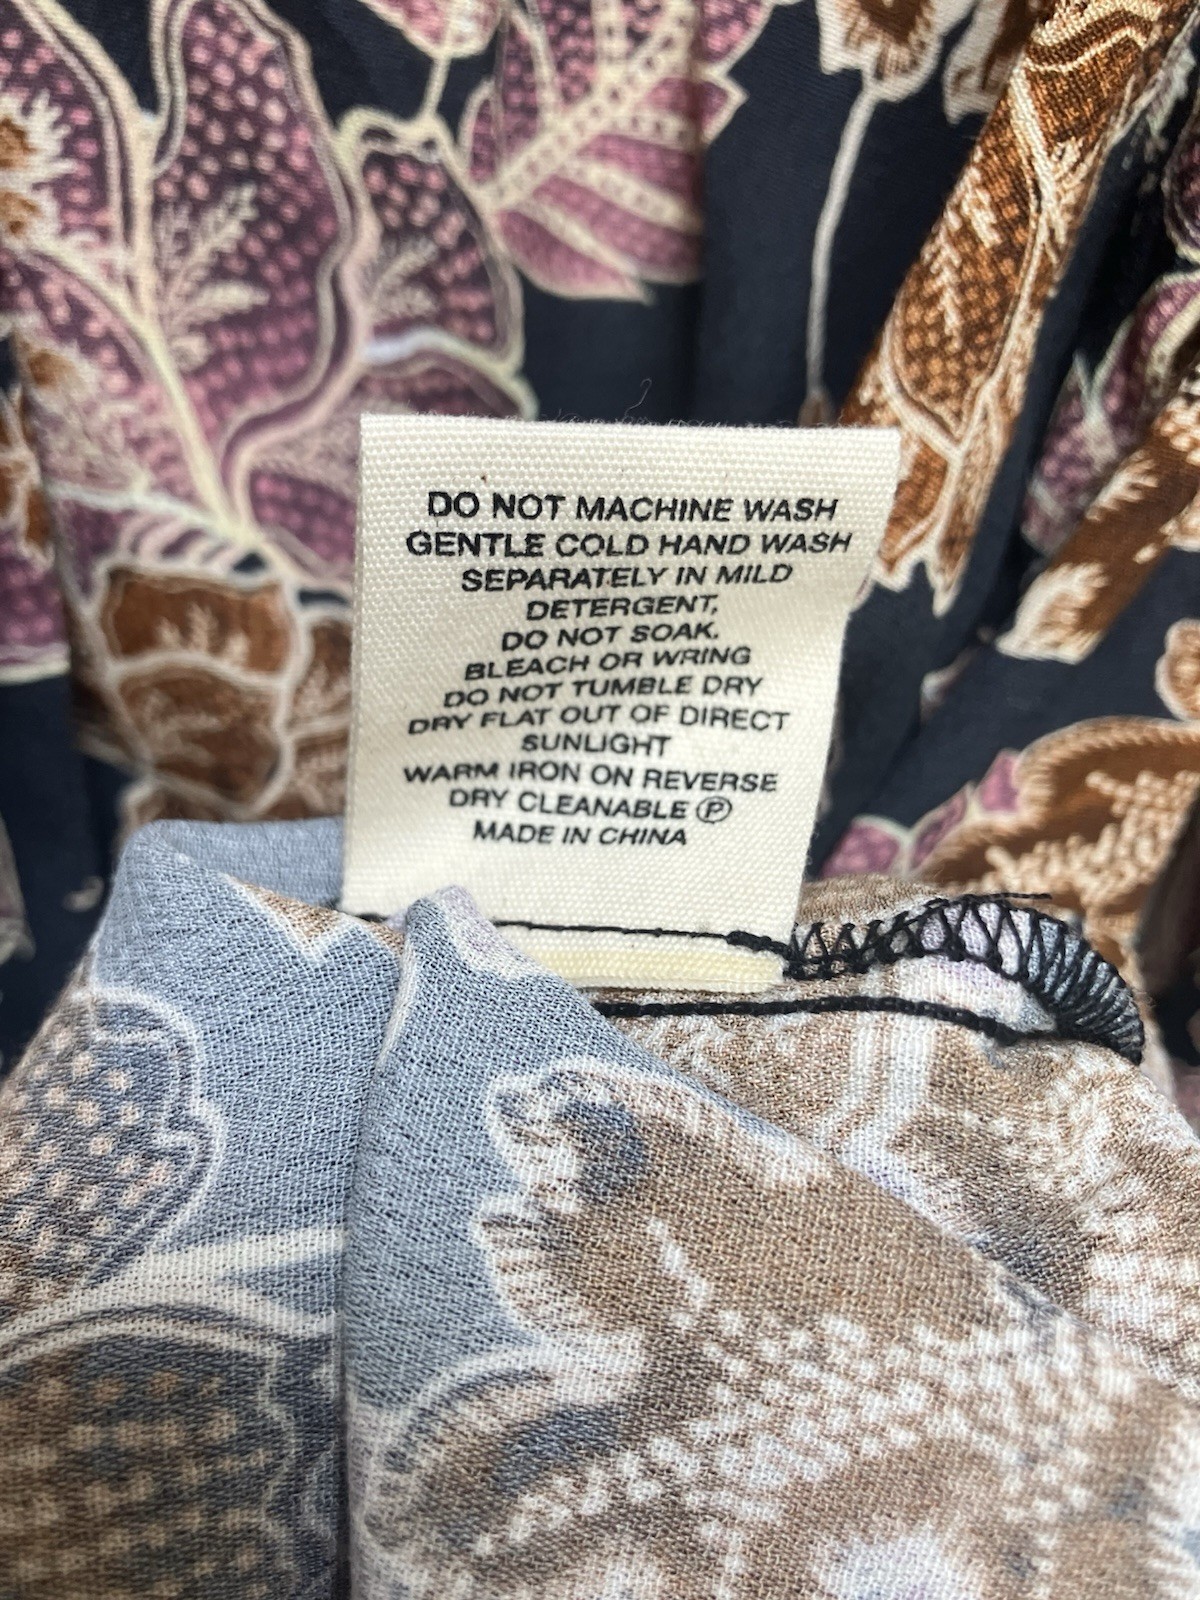 DO NOT MACHINE WASH
GENTLE COLD HAND WASH
SEPARATELY IN MILD
DETERGENT,
DO NOT SOAK.
BLEACH OR WRING
DO NOT TUMBLE DRY
DRY FLAT OUT OF DIRECT
SUNLIGHT
WARM IRON ON REVERSE
DRY CLEANABLE Ⓟ
MADE IN CHINA